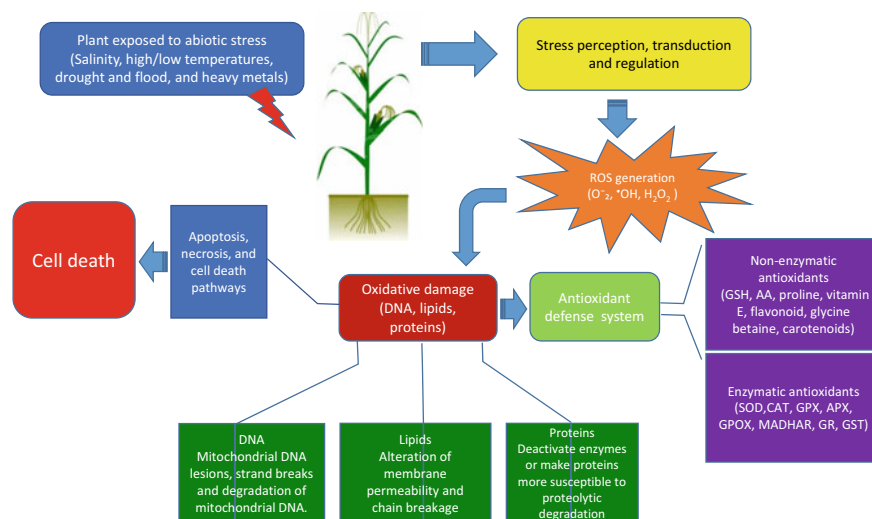 Plant exposed to abiotic stress
(Salinity, high/low temperatures,
drought and flood, and heavy metals)
Stress perception, transduction
and regulation
ROS generation
(O⁻₂, •OH, H₂O₂ )
Cell death
Apoptosis,
necrosis, and
cell death
pathways
Oxidative damage
(DNA, lipids,
proteins)
Antioxidant
defense system
Non-enzymatic
antioxidants
(GSH, AA, proline, vitamin
E, flavonoid, glycine
betaine, carotenoids)
Enzymatic antioxidants
(SOD,CAT, GPX, APX,
GPOX, MADHAR, GR, GST)
DNA
Mitochondrial DNA
lesions, strand breaks
and degradation of
mitochondrial DNA.
Lipids
Alteration of
membrane
permeability and
chain breakage
Proteins
Deactivate enzymes
or make proteins
more susceptible to
proteolytic
degradation